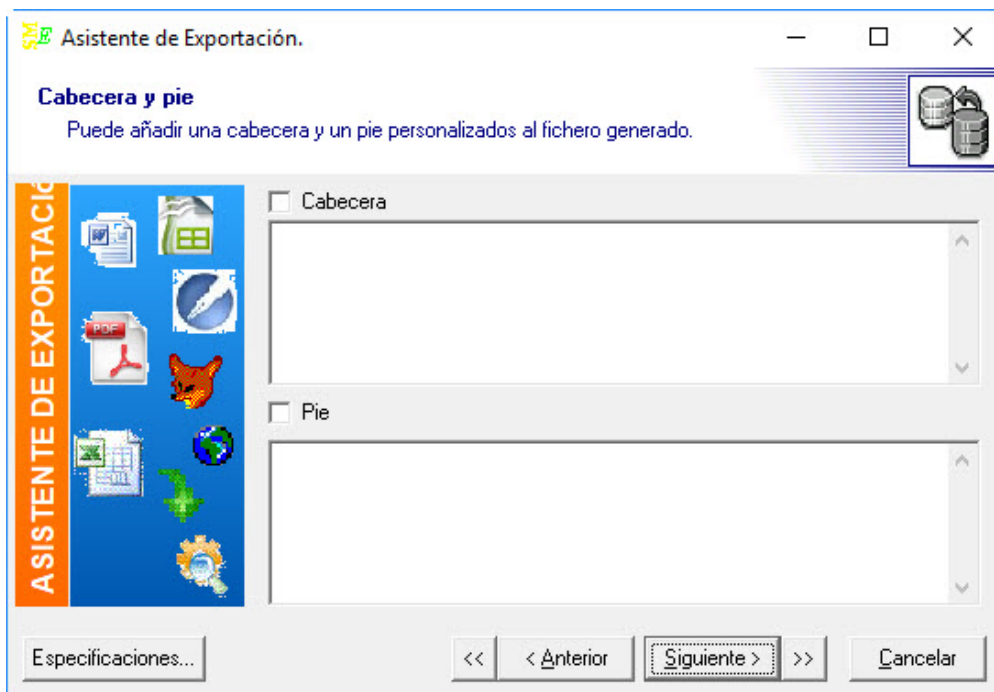 SM E Asistente de Exportación.
Cabecera y pie
Puede añadir una cabecera y un pie personalizados al fichero generado.
ASISTENTE DE EXPORTACIÓ
W
PDF
X
Cabecera
Pie
Especificaciones...
<< < Anterior Siguiente > >> Cancelar